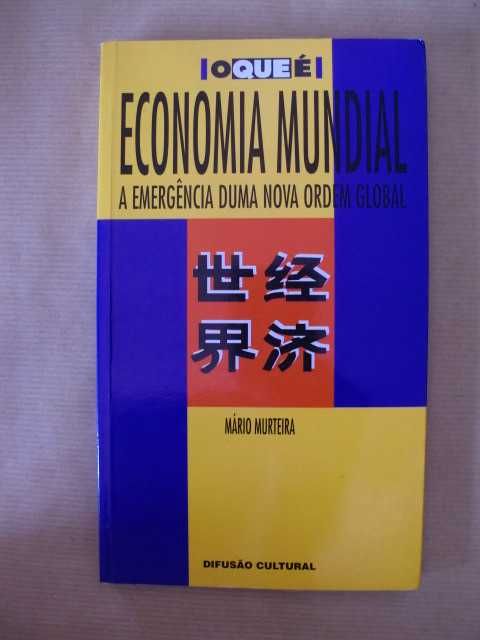 |O QUE É|
ECONOMIA MUNDIAL
A EMERGÊNCIA DUMA NOVA ORDEM GLOBAL
世界
经济
MÁRIO MURTEIRA
DIFUSÃO CULTURAL